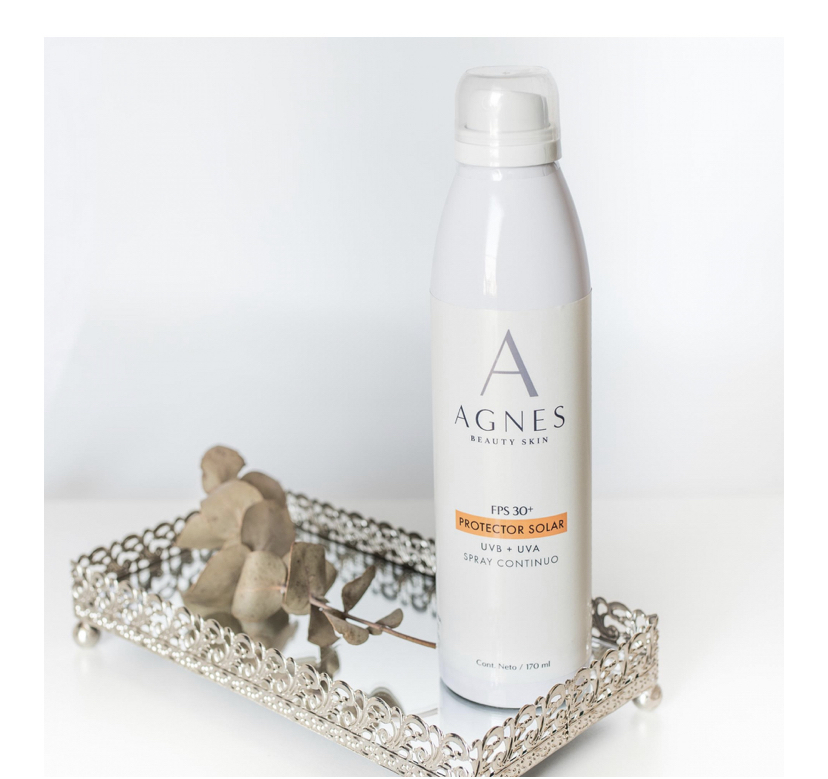 A
AGNES
BEAUTY SKIN
FPS 30+
PROTECTOR SOLAR
UVB + UVA
SPRAY CONTINUO
Cont. Neto / 170 ml